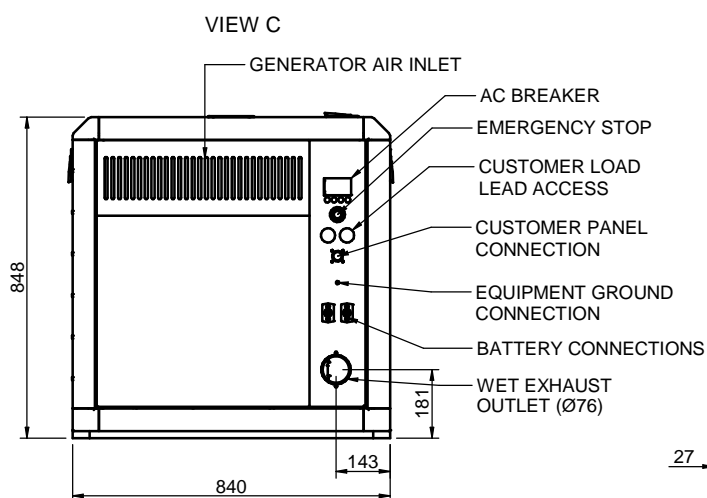 VIEW C
GENERATOR AIR INLET
AC BREAKER
EMERGENCY STOP
CUSTOMER LOAD
LEAD ACCESS
CUSTOMER PANEL
CONNECTION
EQUIPMENT GROUND
CONNECTION
BATTERY CONNECTIONS
WET EXHAUST
OUTLET (Ø76)
848
181
143
840
27